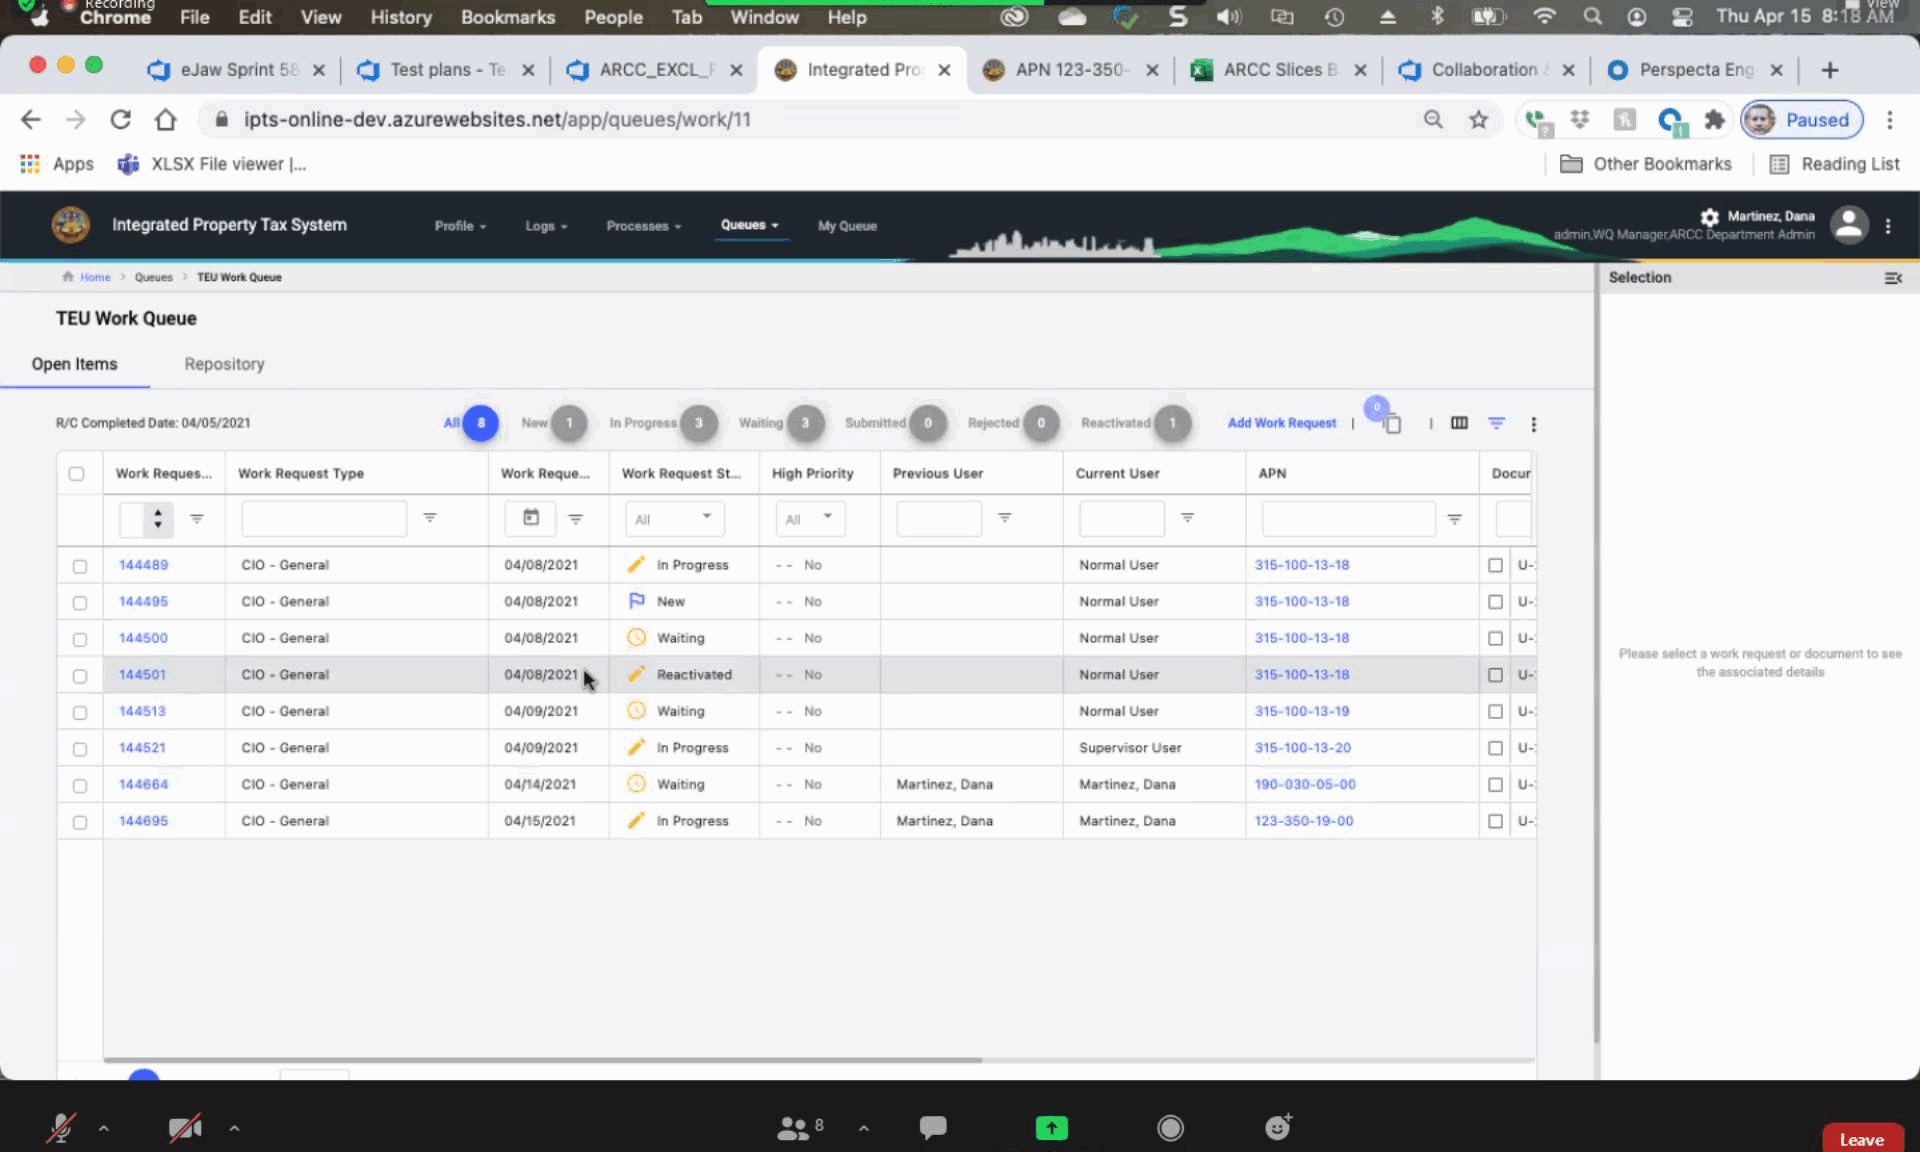 Recording
View
Chrome File Edit View History Bookmarks People Tab Window Help Thu Apr 15 8:18 AM
eJaw Sprint 58 Test plans - Te ARCC_EXCL_F Integrated Pro APN 123-350- ARCC Slices B Collaboration & Perspecta Eng
ipts-online-dev.azurewebsites.net/app/queues/work/11 Paused
Apps XLSX File viewer |... Other Bookmarks Reading List
Integrated Property Tax System Profile Logs Processes Queues My Queue Martinez, Dana
admin,WQ Manager,ARCC Department Admin
Home > Queues > TEU Work Queue Selection
TEU Work Queue
Open Items Repository
R/C Completed Date: 04/05/2021 All 8 New 1 In Progress 3 Waiting 3 Submitted 0 Rejected 0 Reactivated 1 Add Work Request | 0 |
Work Reques... Work Request Type Work Reque... Work Request St... High Priority Previous User Current User APN Docur
All All
144489 CIO - General 04/08/2021 In Progress -- No Normal User 315-100-13-18 U-
144495 CIO - General 04/08/2021 New -- No Normal User 315-100-13-18 U-
144500 CIO - General 04/08/2021 Waiting -- No Normal User 315-100-13-18 U-
144501 CIO - General 04/08/2021 Reactivated -- No Normal User 315-100-13-18 U-
144513 CIO - General 04/09/2021 Waiting -- No Normal User 315-100-13-19 U-
144521 CIO - General 04/09/2021 In Progress -- No Supervisor User 315-100-13-20 U-
144664 CIO - General 04/14/2021 Waiting -- No Martinez, Dana Martinez, Dana 190-030-05-00 U-
144695 CIO - General 04/15/2021 In Progress -- No Martinez, Dana Martinez, Dana 123-350-19-00 U-
Please select a work request or document to see
the associated details
8
Leave